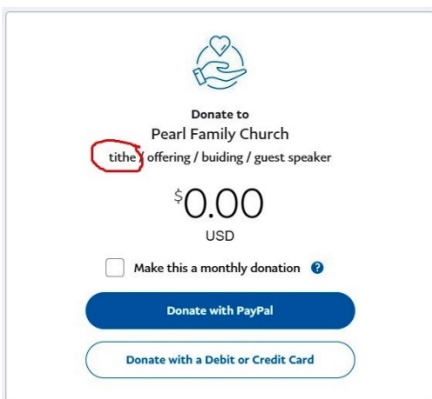 Donate to
Pearl Family Church
tithe / offering / buiding / guest speaker
$0.00
USD
Make this a monthly donation ?
Donate with PayPal
Donate with a Debit or Credit Card